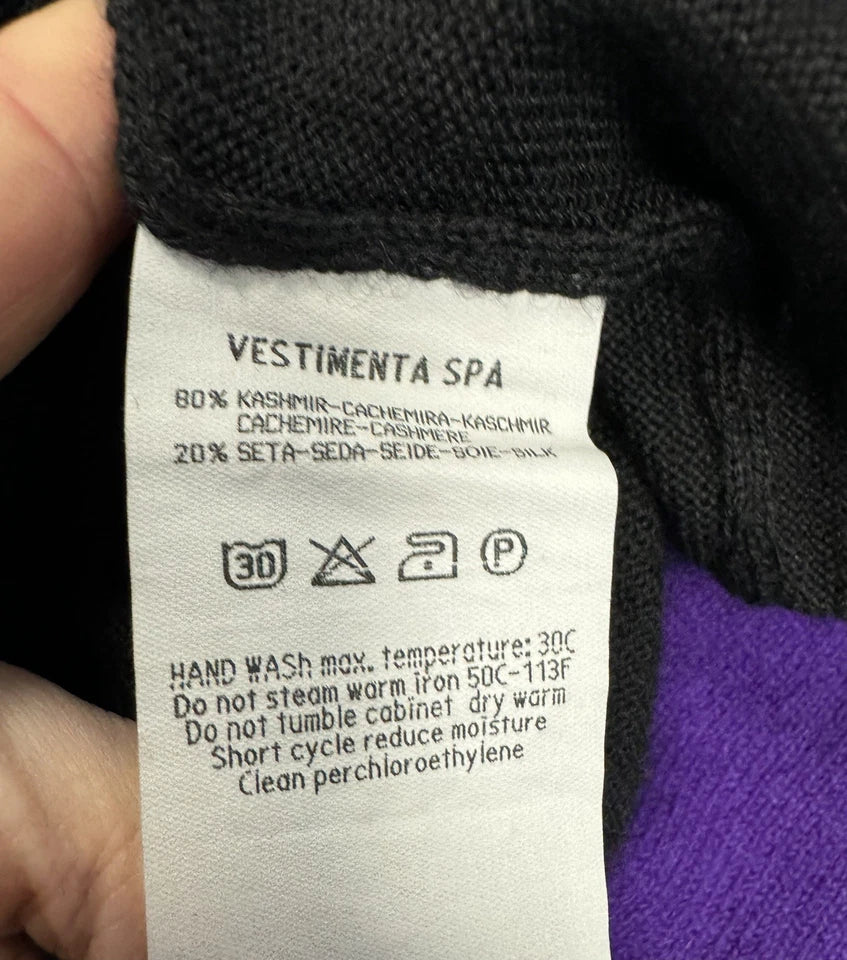 VESTIMENTA SPA
80% KASHMIR-CACHEMIRA-KASCHMIR
CACHEMIRE-CASHMERE
20% SETA-SEDA-SEIDE-SOIE-SILK
30 P
HAND WASH max. temperature: 30C
Do not steam warm iron 50C-113F
Do not tumble cabinet dry warm
Short cycle reduce moisture
Clean perchloroethylene